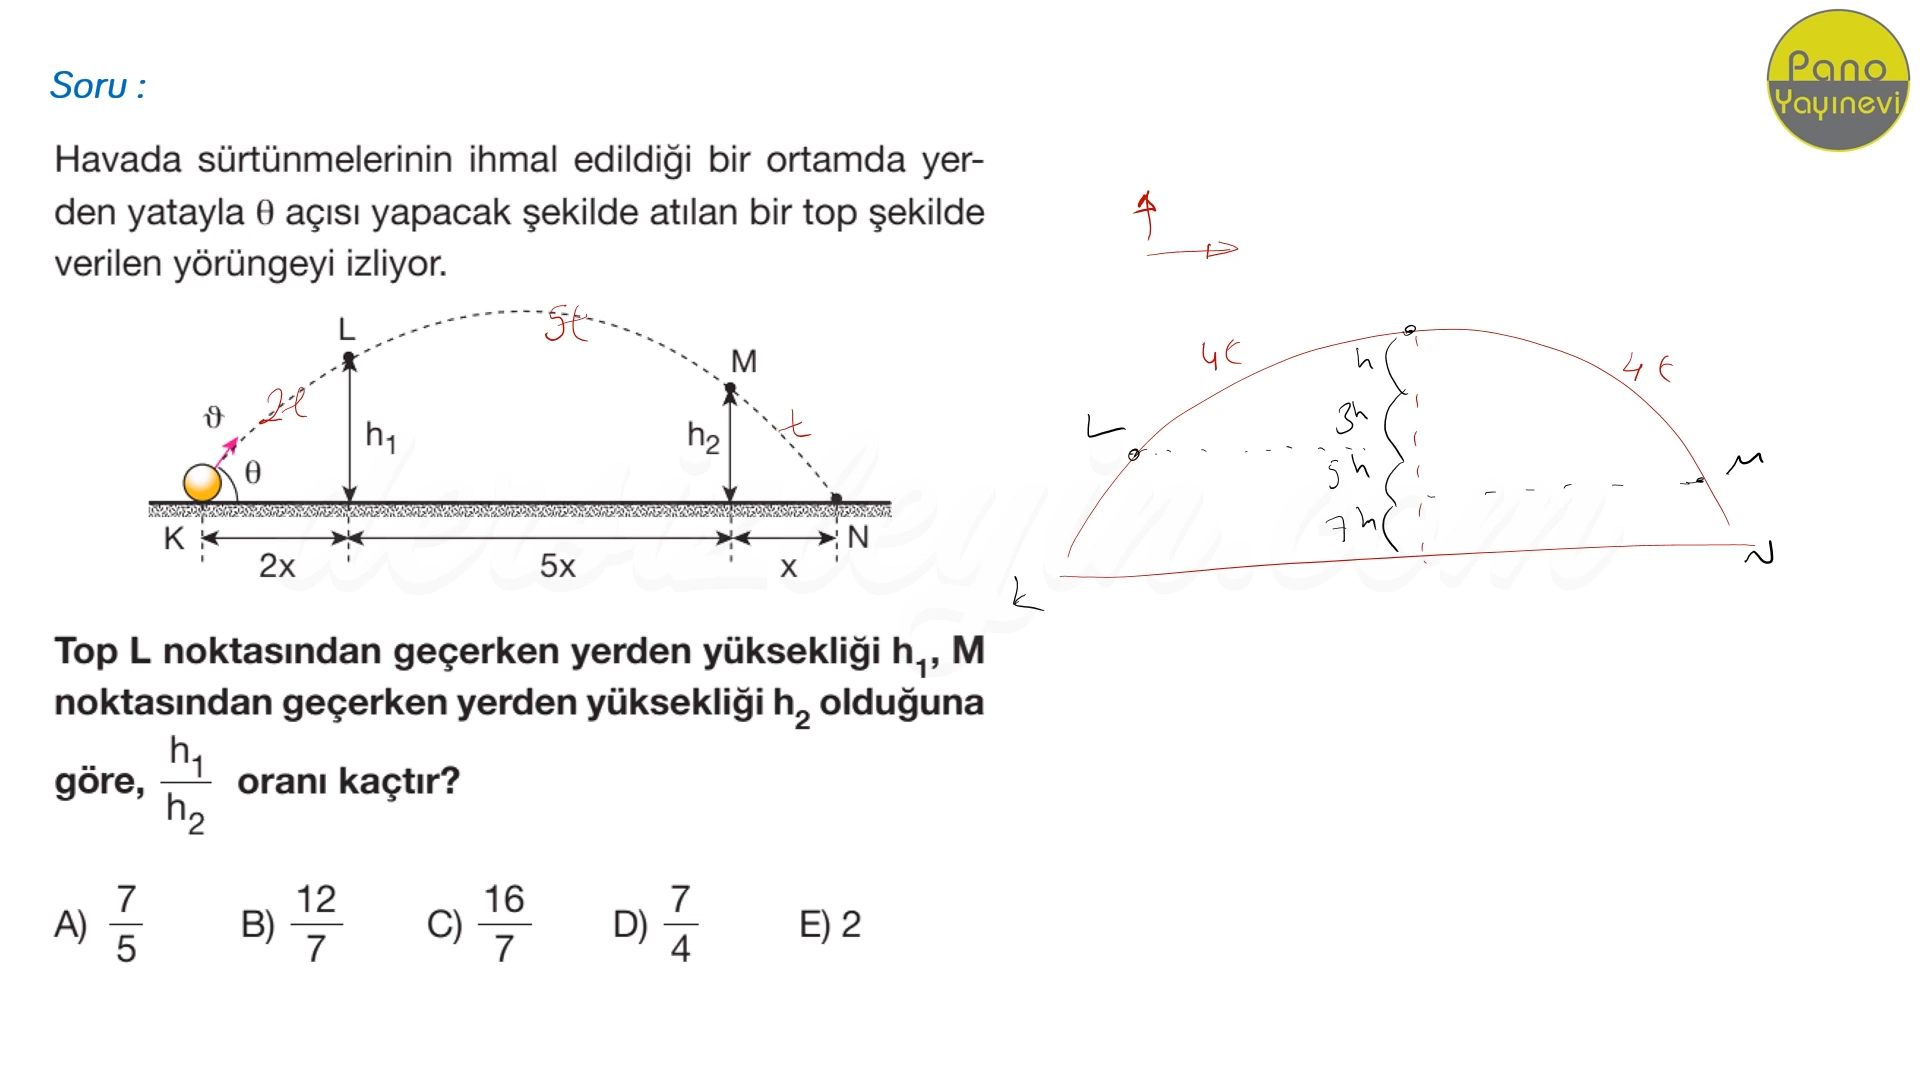 Pano
Yayınevi
Soru :
Havada sürtünmelerinin ihmal edildiği bir ortamda yer-
den yatayla θ açısı yapacak şekilde atılan bir top şekilde
verilen yörüngeyi izliyor.
L
5t
M
2t
ϑ
h1
h2
t
θ
K
N
2x
5x
x
4t
h
4t
L
3h
5h
M
7h
N
K
Top L noktasından geçerken yerden yüksekliği h1, M
noktasından geçerken yerden yüksekliği h2 olduğuna
göre, h1/h2 oranı kaçtır?
A) 7/5 B) 12/7 C) 16/7 D) 7/4 E) 2